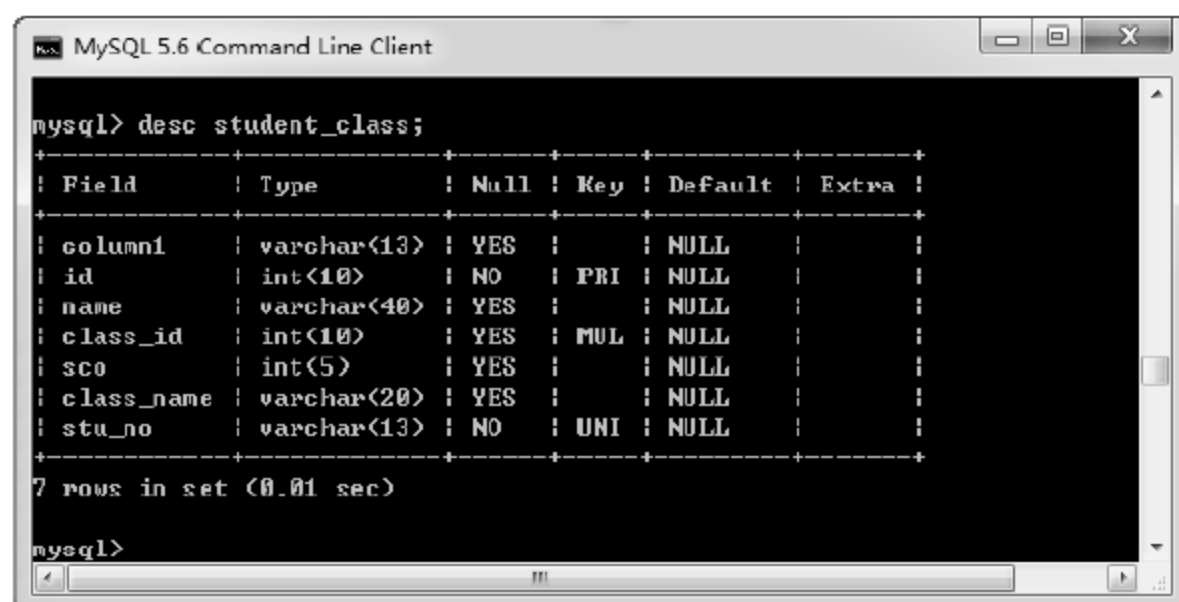 MySQL 5.6 Command Line Client
mysql> desc student_class;
+------------+-------------+------+-----+---------+-------+
| Field      | Type        | Null | Key | Default | Extra |
+------------+-------------+------+-----+---------+-------+
| column1    | varchar(13) | YES  |     | NULL    |       |
| id         | int(10)     | NO   | PRI | NULL    |       |
| name       | varchar(40) | YES  |     | NULL    |       |
| class_id   | int(10)     | YES  | MUL | NULL    |       |
| sco        | int(5)      | YES  |     | NULL    |       |
| class_name | varchar(20) | YES  |     | NULL    |       |
| stu_no     | varchar(13) | NO   | UNI | NULL    |       |
+------------+-------------+------+-----+---------+-------+
7 rows in set (0.01 sec)
mysql>